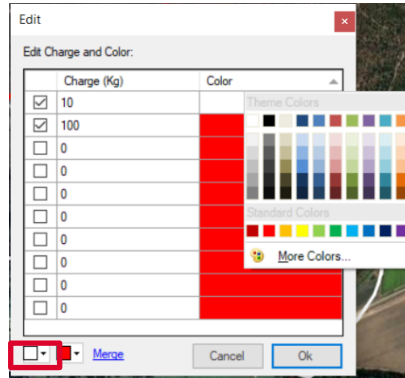 Edit
Edit Charge and Color:
Charge (Kg) Color
10
100
0
0
0
0
0
0
0
Theme Colors
Standard Colors
More Colors...
Merge Cancel Ok